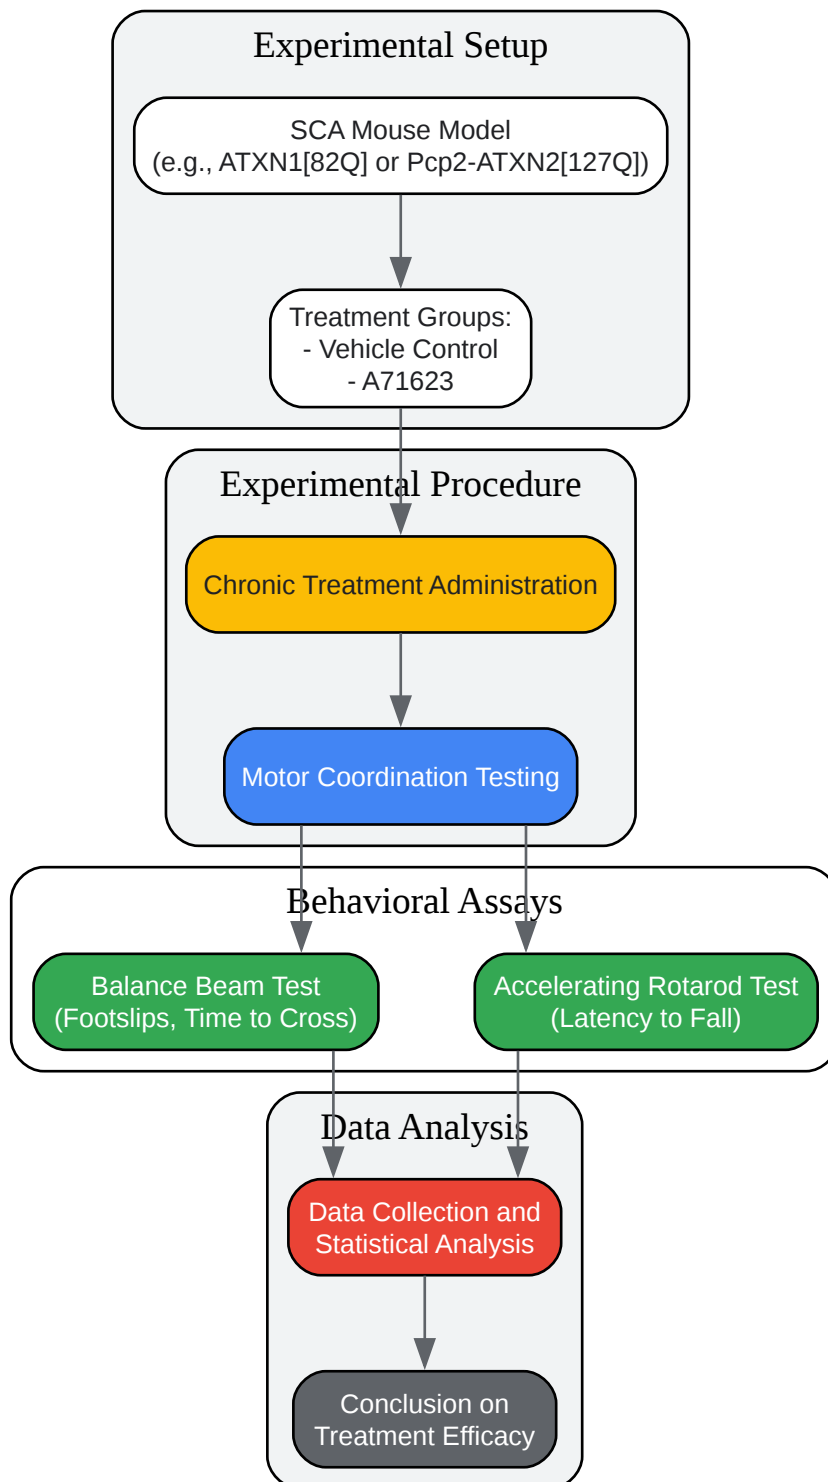 Experimental Setup
SCA Mouse Model
(e.g., ATXN1[82Q] or Pcp2-ATXN2[127Q])
Treatment Groups:
- Vehicle Control
- A71623
Experimental Procedure
Chronic Treatment Administration
Motor Coordination Testing
Behavioral Assays
Balance Beam Test
(Footslips, Time to Cross)
Accelerating Rotarod Test
(Latency to Fall)
Data Analysis
Data Collection and
Statistical Analysis
Conclusion on
Treatment Efficacy